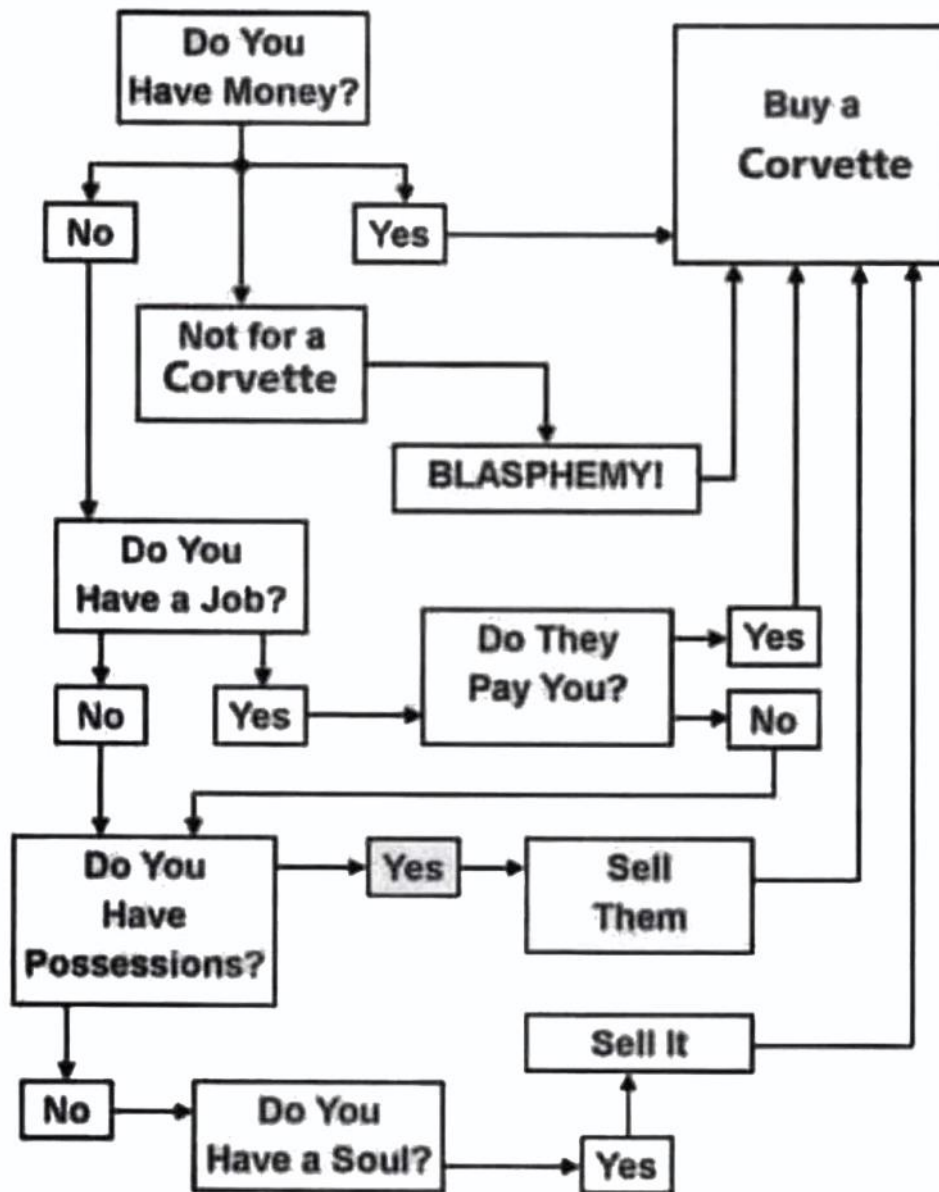 Do You
Have Money?
Buy a
Corvette
No
Yes
Not for a
Corvette
BLASPHEMY!
Do You
Have a Job?
Do They
Pay You?
Yes
No
Yes
No
Do You
Have
Possessions?
Yes
Sell
Them
Sell It
No
Do You
Have a Soul?
Yes